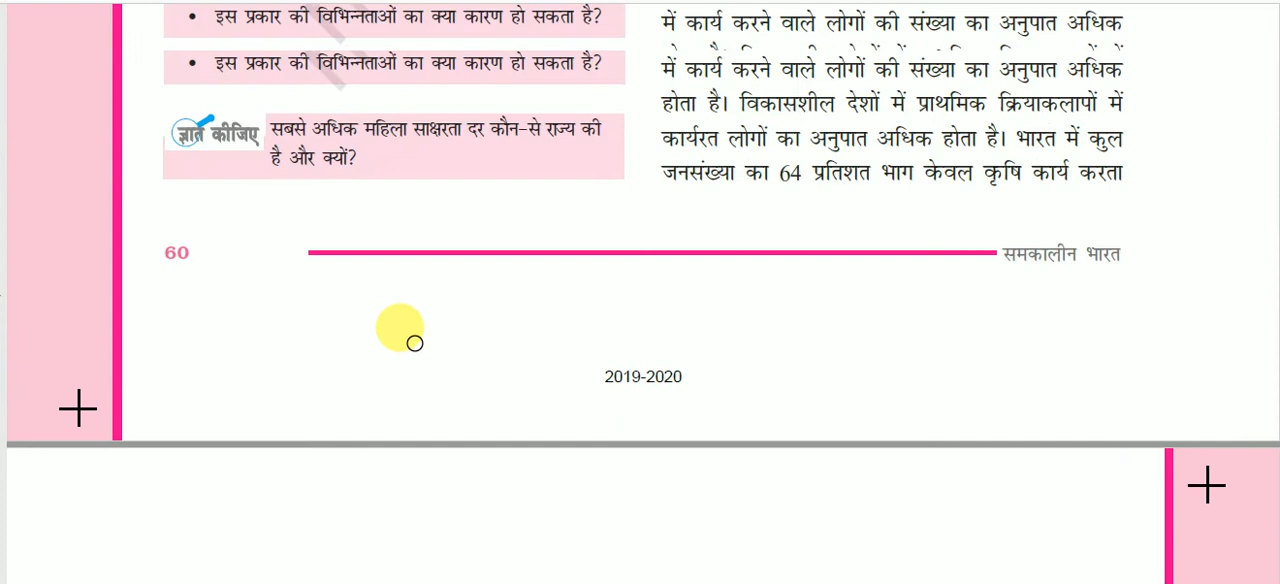 • इस प्रकार की विभिन्नताओं का क्या कारण हो सकता है?
• इस प्रकार की विभिन्नताओं का क्या कारण हो सकता है?
ज्ञात कीजिए सबसे अधिक महिला साक्षरता दर कौन-से राज्य की
है और क्यों?
में कार्य करने वाले लोगों की संख्या का अनुपात अधिक
में कार्य करने वाले लोगों की संख्या का अनुपात अधिक
होता है। विकासशील देशों में प्राथमिक क्रियाकलापों में
कार्यरत लोगों का अनुपात अधिक होता है। भारत में कुल
जनसंख्या का 64 प्रतिशत भाग केवल कृषि कार्य करता
60
समकालीन भारत
2019-2020